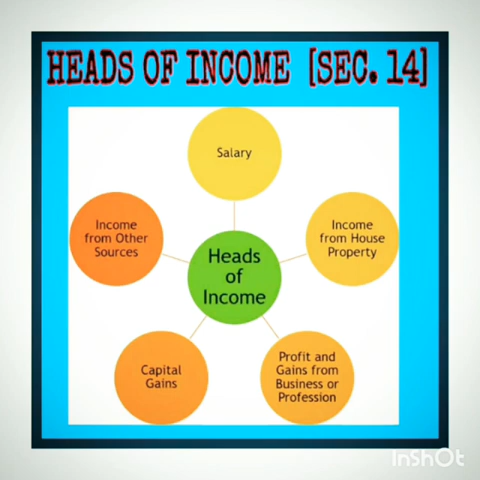 HEADS OF INCOME [SEC. 14]
Salary
Income
from House
Property
Profit and
Gains from
Business or
Profession
Capital
Gains
Income
from Other
Sources
Heads
of
Income
InShOt